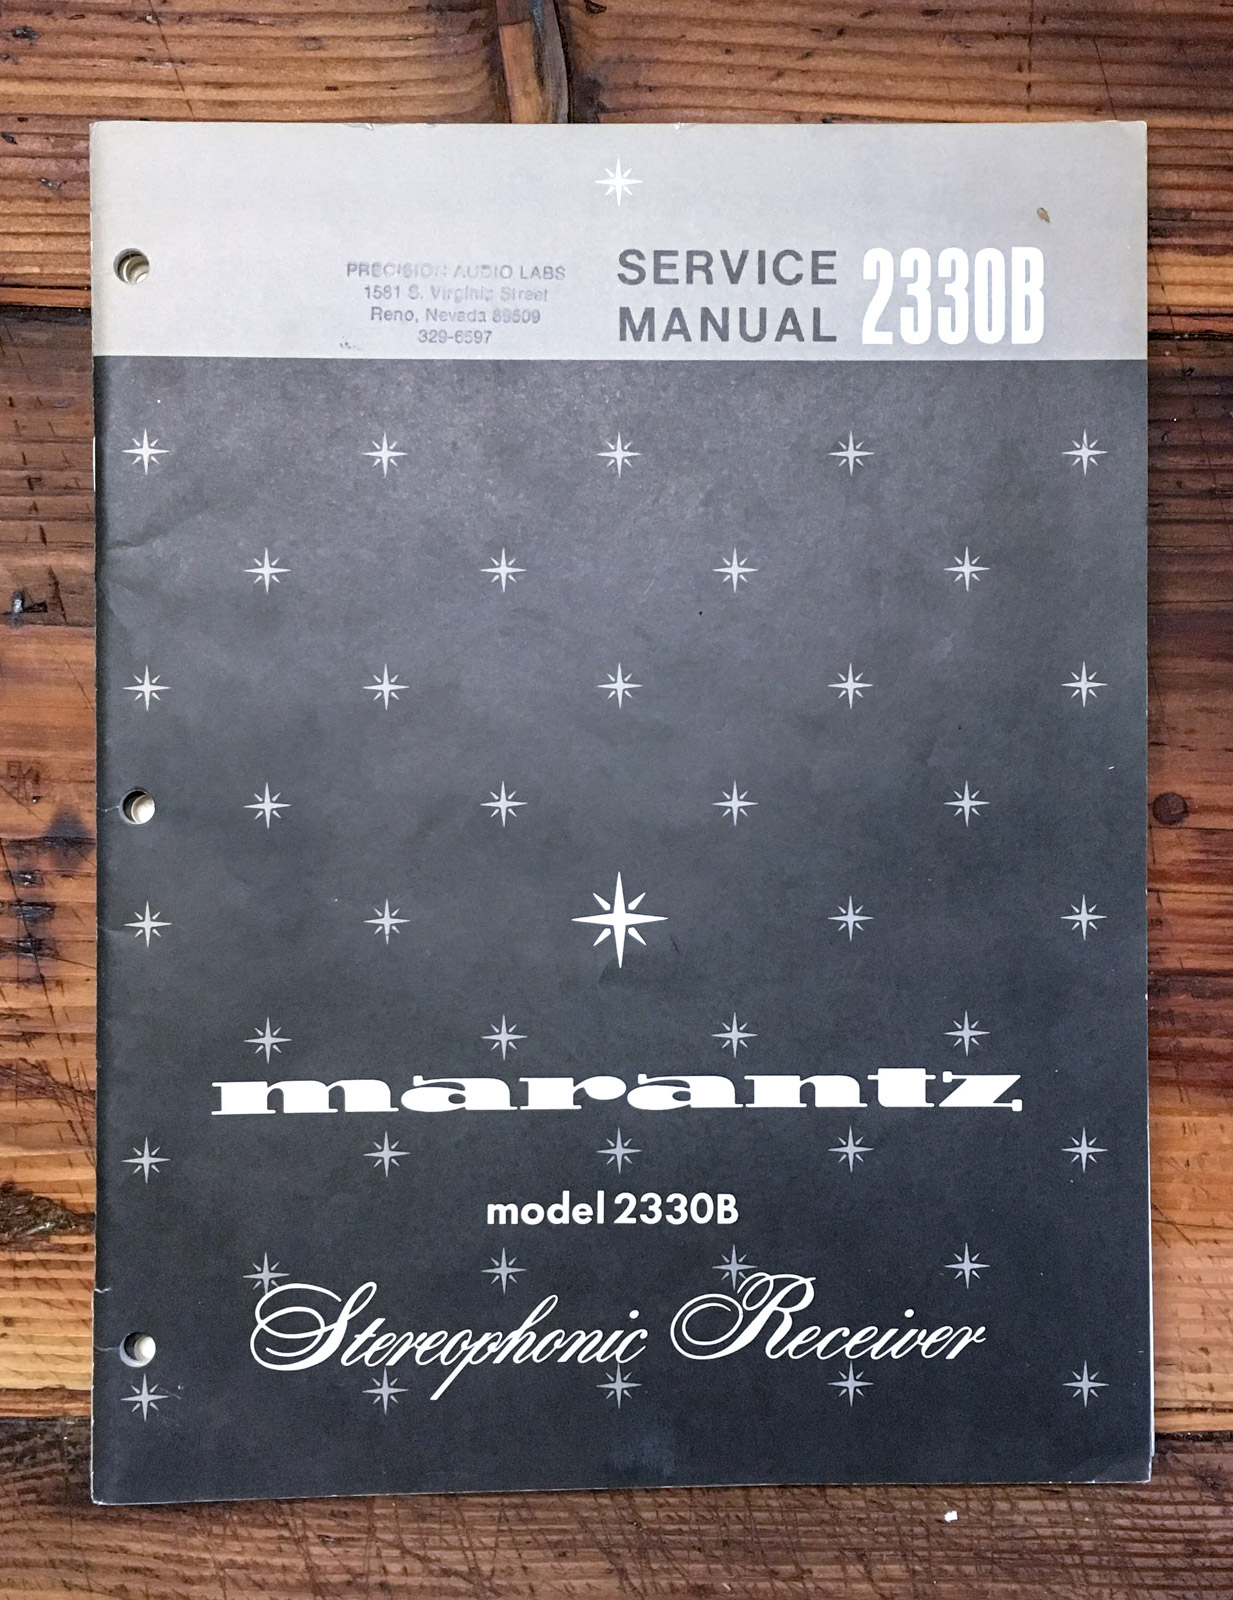 PRECISION AUDIO LABS
1581 S. Virginia Street
Reno, Nevada 89509
329-6597
SERVICE
MANUAL
2330B
marantz
model 2330B
Stereophonic Receiver